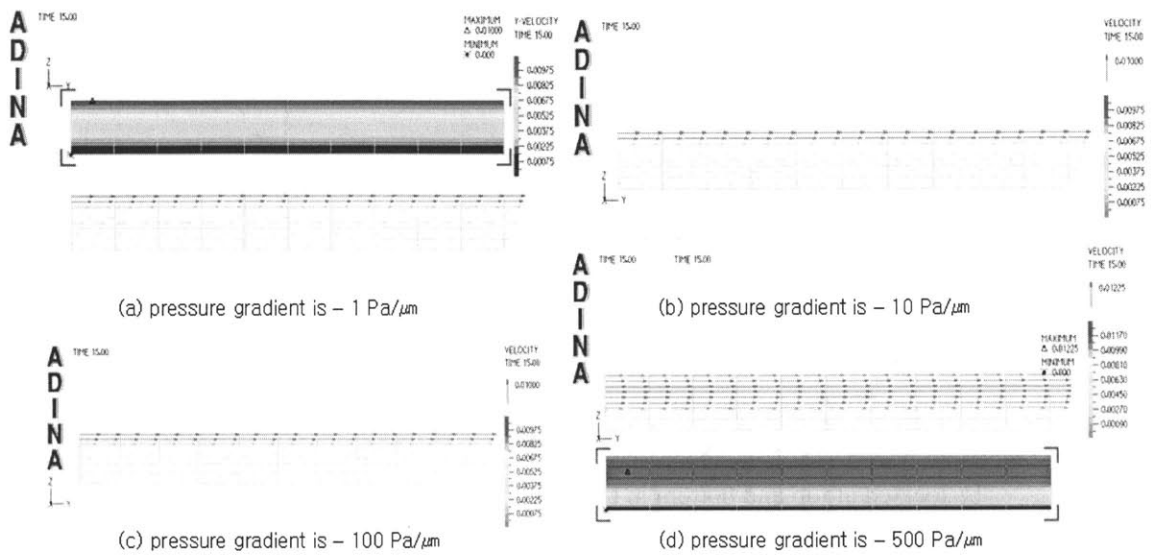 ADINA
TIME 15.00
MAXIMUM
△ 0.01000
MINIMUM
✳ 0.000
Y-VELOCITY
TIME 15.00
0.00975
0.00825
0.00675
0.00525
0.00375
0.00225
0.00075
Z
Y
(a) pressure gradient is – 1 Pa/μm
ADINA
TIME 15.00
VELOCITY
TIME 15.00
0.01000
0.00975
0.00825
0.00675
0.00525
0.00375
0.00225
0.00075
Z
Y
(b) pressure gradient is – 10 Pa/μm
ADINA
TIME 15.00
VELOCITY
TIME 15.00
0.01000
0.00975
0.00825
0.00675
0.00525
0.00375
0.00225
0.00075
Z
Y
(c) pressure gradient is – 100 Pa/μm
ADINA
TIME 15.00 TIME 15.00
VELOCITY
TIME 15.00
0.01225
MAXIMUM
△ 0.01225
MINIMUM
✳ 0.000
0.01170
0.00990
0.00810
0.00630
0.00450
0.00270
0.00090
Z
Y
(d) pressure gradient is – 500 Pa/μm